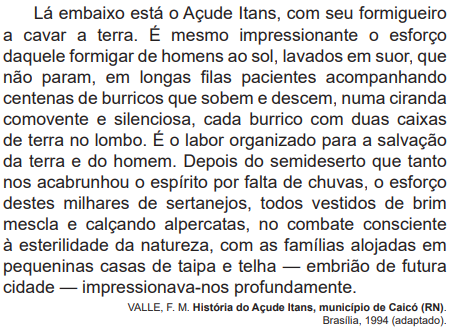 Lá embaixo está o Açude Itans, com seu formigueiro
a cavar a terra. É mesmo impressionante o esforço
daquele formigar de homens ao sol, lavados em suor, que
não param, em longas filas pacientes acompanhando
centenas de burricos que sobem e descem, numa ciranda
comovente e silenciosa, cada burrico com duas caixas
de terra no lombo. É o labor organizado para a salvação
da terra e do homem. Depois do semideserto que tanto
nos acabrunhou o espírito por falta de chuvas, o esforço
destes milhares de sertanejos, todos vestidos de brim
mescla e calçando alpercatas, no combate consciente
à esterilidade da natureza, com as famílias alojadas em
pequeninas casas de taipa e telha — embrião de futura
cidade — impressionava-nos profundamente.
VALLE, F. M. História do Açude Itans, município de Caicó (RN).
Brasília, 1994 (adaptado).